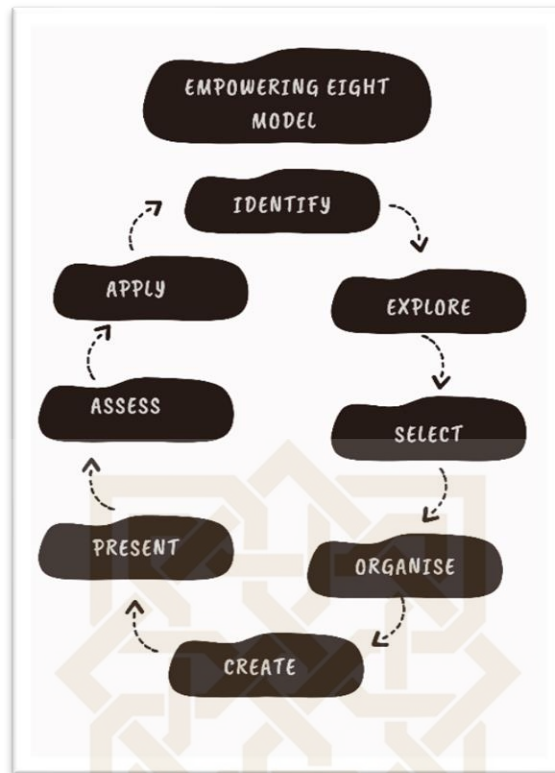 EMPOWERING EIGHT
MODEL
IDENTIFY
EXPLORE
SELECT
ORGANISE
CREATE
PRESENT
ASSESS
APPLY